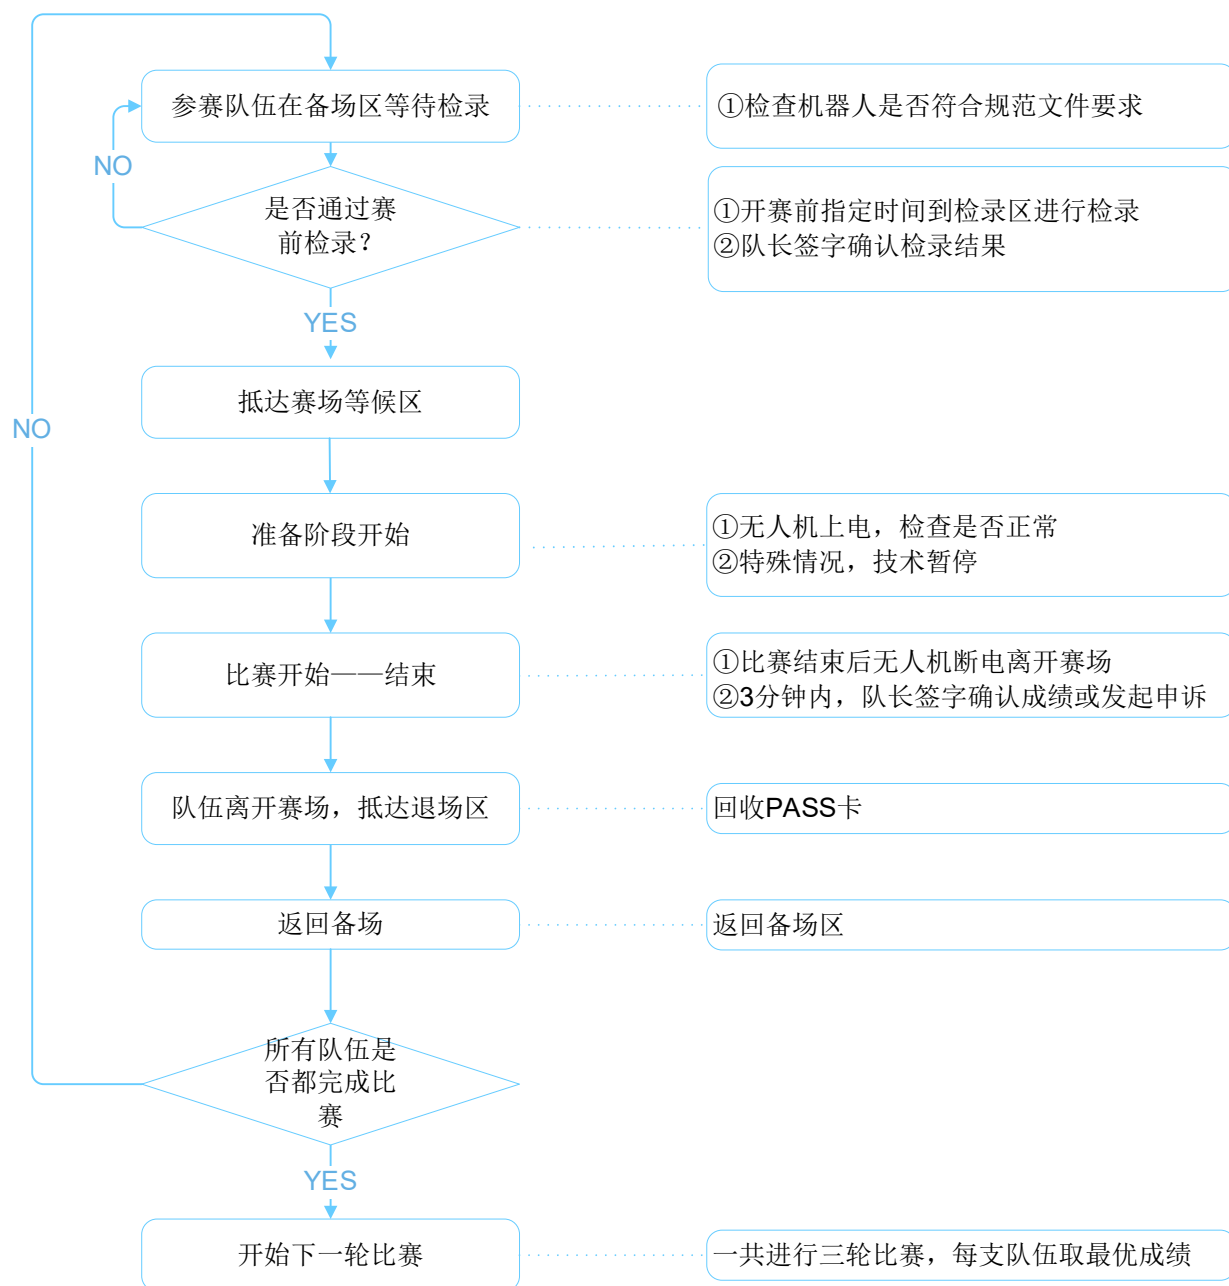 参赛队伍在备场区等待检录
①检查机器人是否符合规范文件要求
NO
是否通过赛
前检录？
①开赛前指定时间到检录区进行检录
②队长签字确认检录结果
YES
抵达赛场等候区
NO
准备阶段开始
①无人机上电，检查是否正常
②特殊情况，技术暂停
比赛开始——结束
①比赛结束后无人机断电离开赛场
②3分钟内，队长签字确认成绩或发起申诉
队伍离开赛场，抵达退场区
回收PASS卡
返回备场
返回备场区
所有队伍是
否都完成比
赛
YES
开始下一轮比赛
一共进行三轮比赛，每支队伍取最优成绩